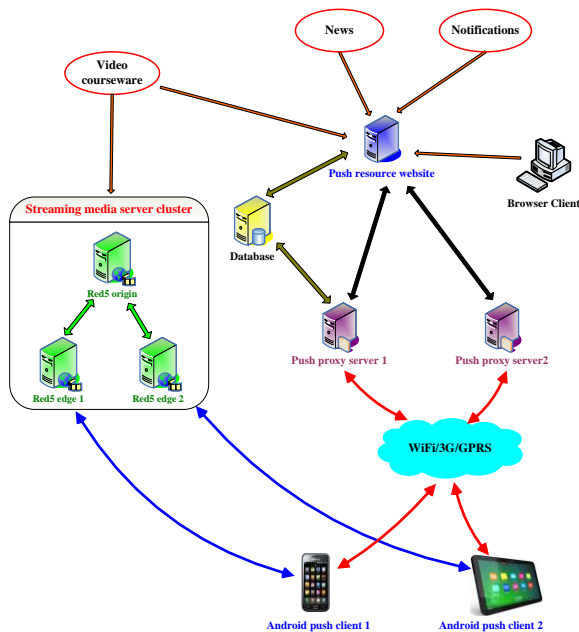 News
Notifications
Video
courseware
Push resource website
Browser Client
Streaming media server cluster
Database
Red5 origin
Push proxy server 1
Push proxy server2
Red5 edge 1
Red5 edge 2
WiFi/3G/GPRS
Android push client 1
Android push client 2